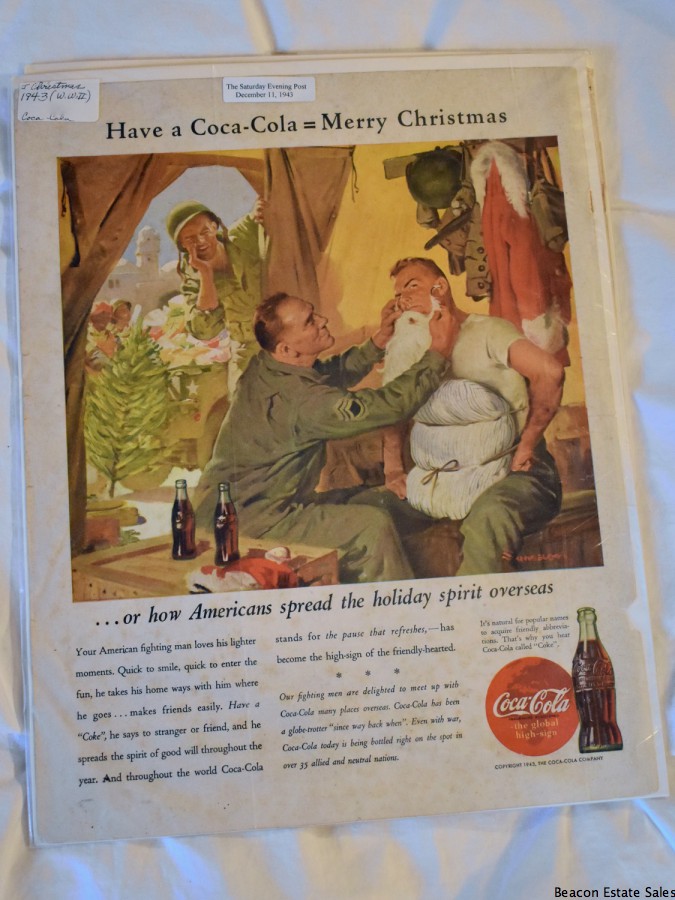 Christmas
1943 (W.W.II)
Coca-Cola
The Saturday Evening Post
December 11, 1943
Have a Coca-Cola = Merry Christmas
...or how Americans spread the holiday spirit overseas
Your American fighting man loves his lighter
moments. Quick to smile, quick to enter the
fun, he takes his home ways with him where
he goes . . . makes friends easily. Have a
"Coke", he says to stranger or friend, and he
spreads the spirit of good will throughout the
year. And throughout the world Coca-Cola
stands for the pause that refreshes,—has
become the high-sign of the friendly-hearted.
* * *
Our fighting men are delighted to meet up with
Coca-Cola many places overseas. Coca-Cola has been
a globe-trotter "since way back when". Even with war,
Coca-Cola today is being bottled right on the spot in
over 35 allied and neutral nations.
It's natural for popular names
to acquire friendly abbrevia-
tions. That's why you hear
Coca-Cola called "Coke".
Coca-Cola
—the global
high-sign
COPYRIGHT 1943, THE COCA-COLA COMPANY
Beacon Estate Sales